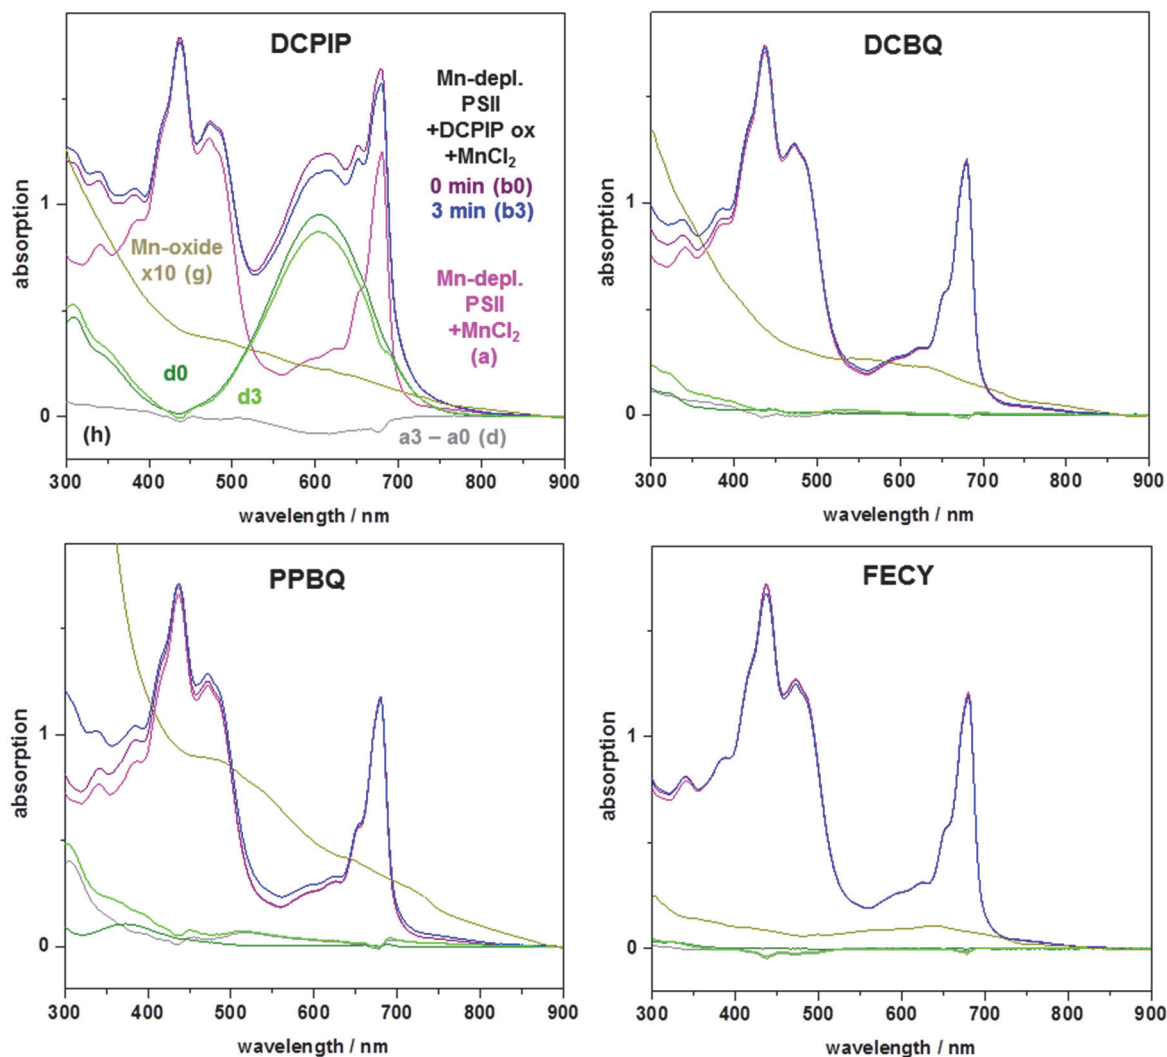 DCPIP
Mn-depl.
PSII
+DCPIP ox
+MnCl2
0 min (b0)
3 min (b3)
Mn-oxide
x10 (g)
Mn-depl.
PSII
+MnCl2
(a)
d0
d3
(h)
a3 – a0 (d)
absorption
1
0
300 400 500 600 700 800 900
wavelength / nm
DCBQ
absorption
1
0
300 400 500 600 700 800 900
wavelength / nm
PPBQ
absorption
1
0
300 400 500 600 700 800 900
wavelength / nm
FECY
absorption
1
0
300 400 500 600 700 800 900
wavelength / nm